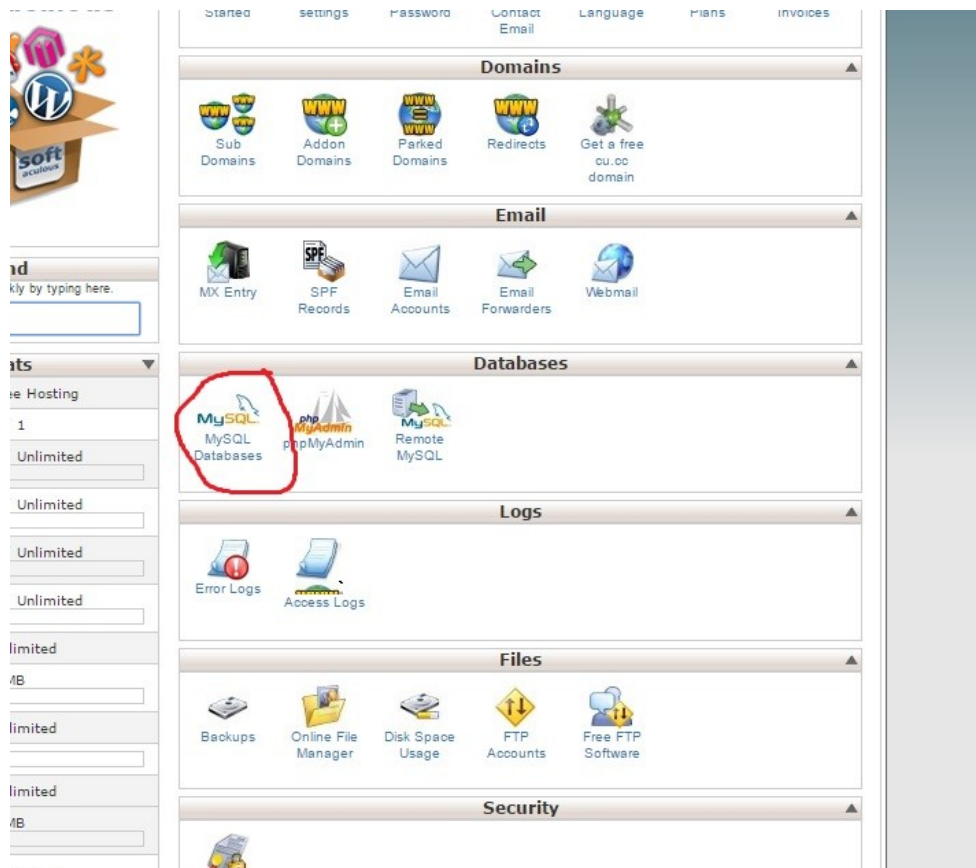 Started settings Password Contact Language Plans Invoices
Email
Domains
Sub Addon Parked Redirects Get a free
Domains Domains Domains cu.cc
domain
soft
aculous
Email
MX Entry SPF Email Email Webmail
Records Accounts Forwarders
nd
kly by typing here.
Databases
ats
ee Hosting
1
MySQL php MyAdmin MySQL
MySQL phpMyAdmin Remote
Databases MySQL
Unlimited
Unlimited
Logs
Unlimited
Error Logs Access Logs
Unlimited
limited
Files
MB
limited
Backups Online File Disk Space FTP Free FTP
Manager Usage Accounts Software
limited
Security
MB